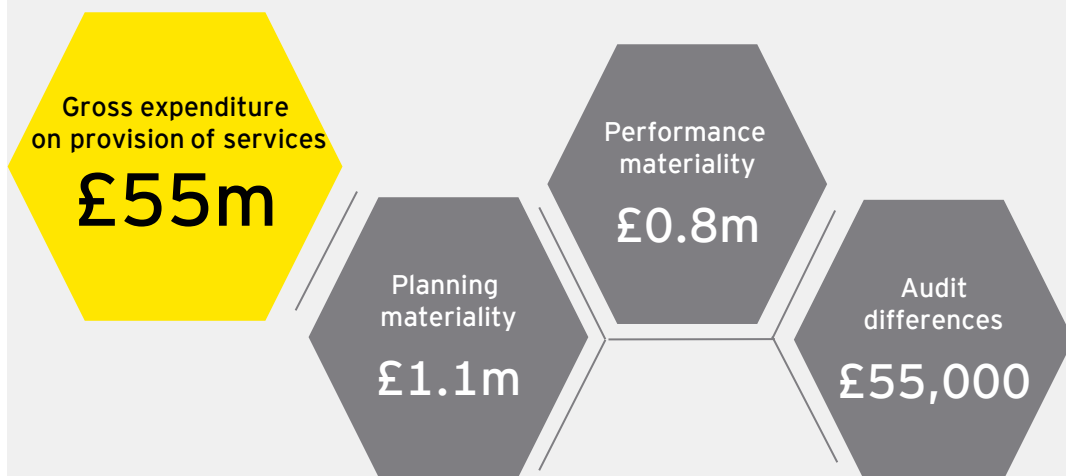 Gross expenditure
on provision of services
£55m
Planning
materiality
£1.1m
Performance
materiality
£0.8m
Audit
differences
£55,000